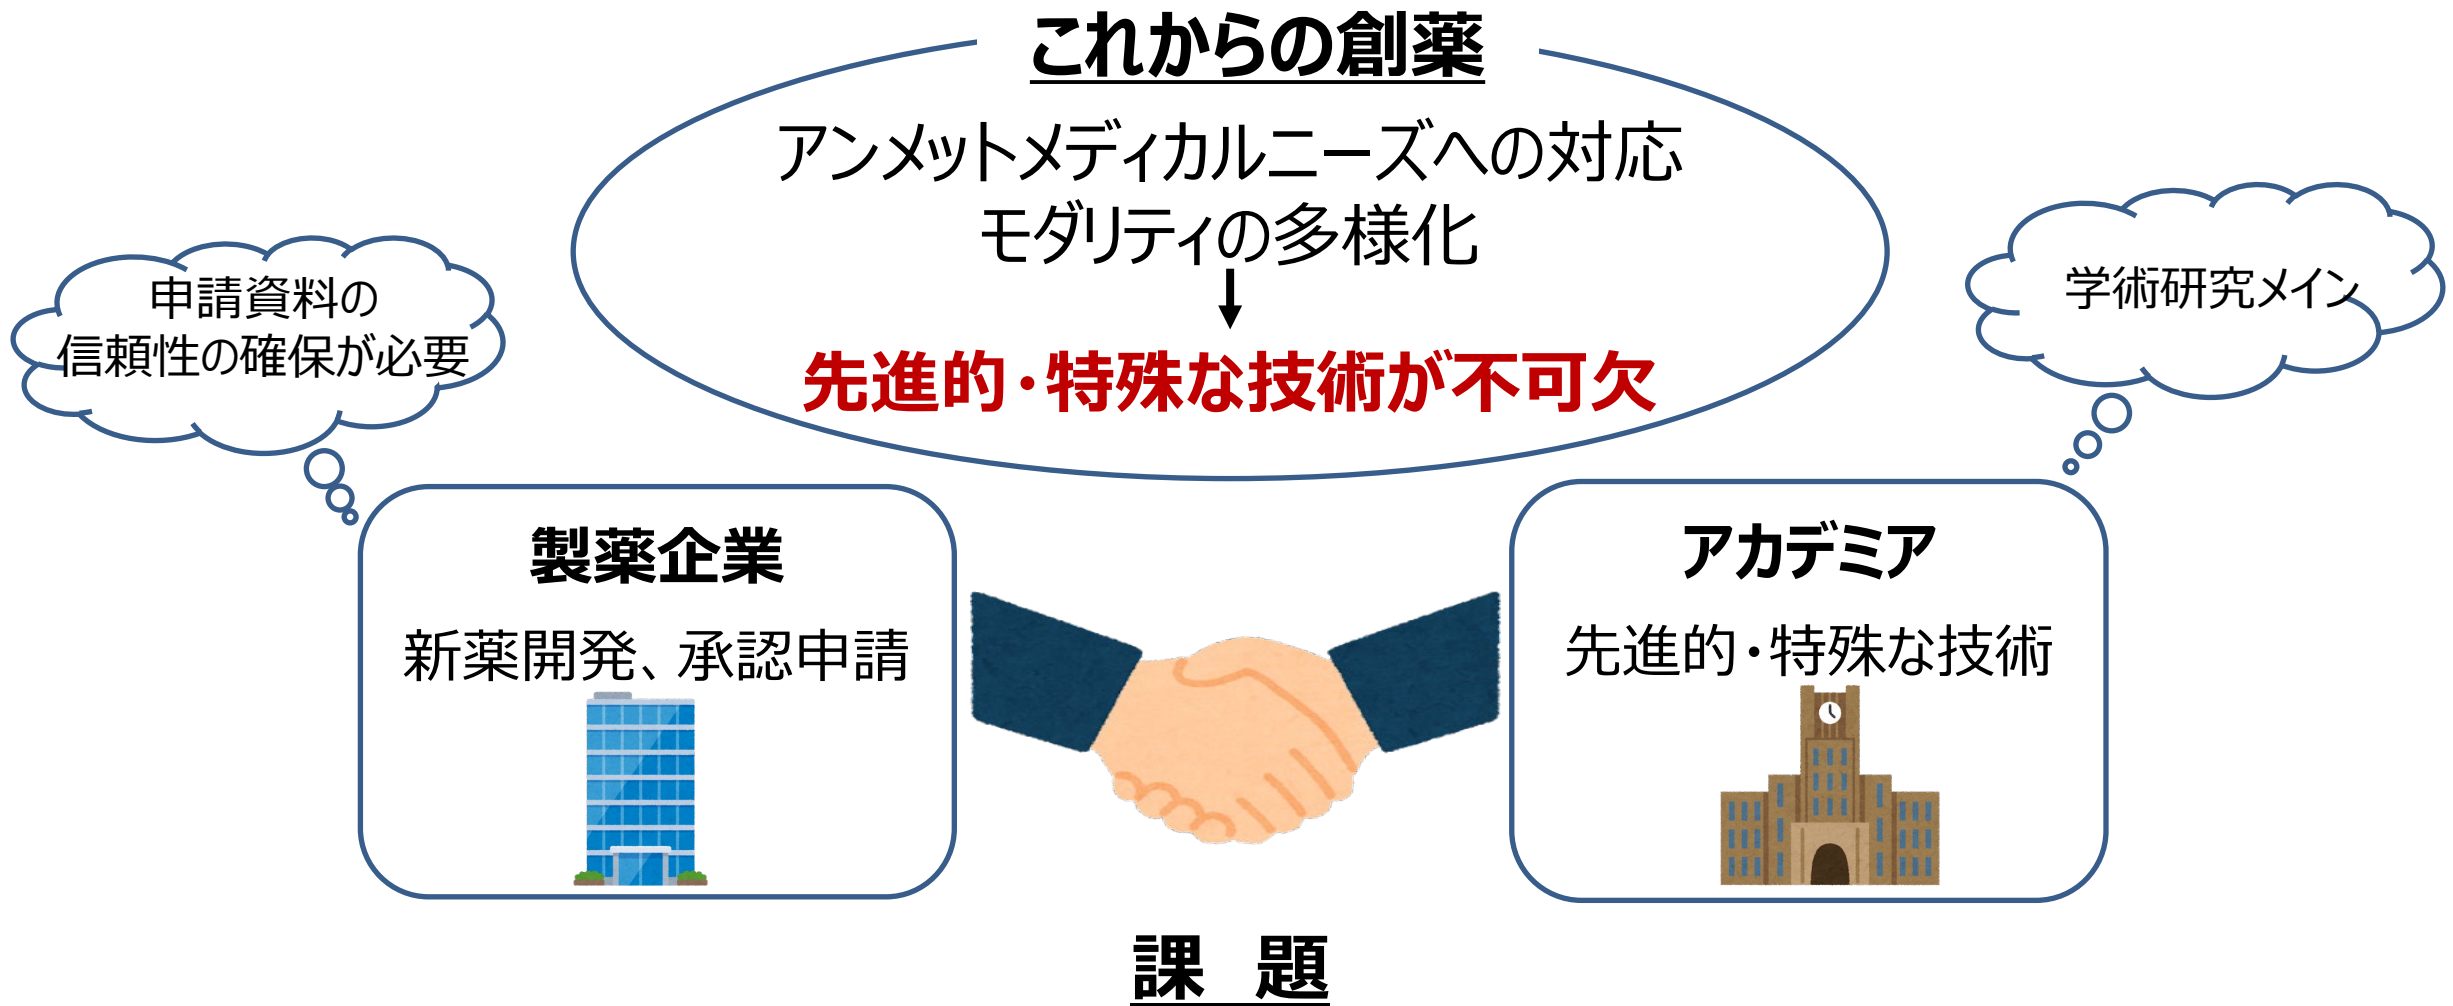 これからの創薬
アンメットメディカルニーズへの対応
モダリティの多様化
先進的・特殊な技術が不可欠
申請資料の
信頼性の確保が必要
学術研究メイン
製薬企業
新薬開発、承認申請
アカデミア
先進的・特殊な技術
課　題